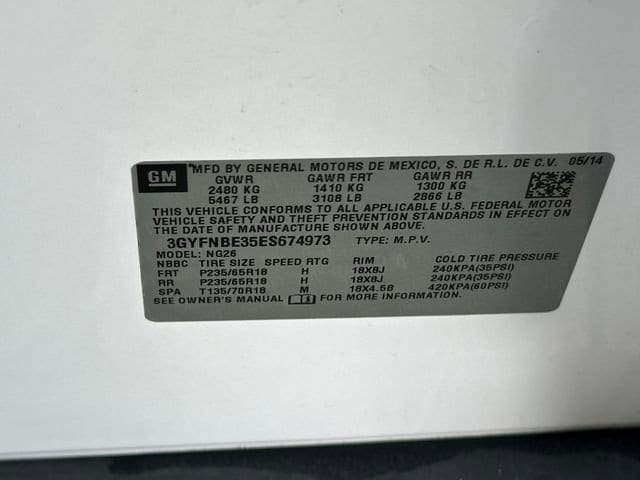 GM
MFD BY GENERAL MOTORS DE MEXICO, S. DE R.L. DE C.V. 05/14
GVWR GAWR FRT GAWR RR
2480 KG 1410 KG 1300 KG
5467 LB 3108 LB 2866 LB
THIS VEHICLE CONFORMS TO ALL APPLICABLE U.S. FEDERAL MOTOR
VEHICLE SAFETY AND THEFT PREVENTION STANDARDS IN EFFECT ON
THE DATE OF MANUFACTURE SHOWN ABOVE.
3GYFNBE35ES674973 TYPE: M.P.V.
MODEL: NG26
NBBC TIRE SIZE SPEED RTG RIM COLD TIRE PRESSURE
FRT P235/65R18 H 18X8J 240KPA(35PSI)
RR P235/65R18 H 18X8J 240KPA(35PSI)
SPA T135/70R18 M 18X4.5B 420KPA(60PSI)
SEE OWNER'S MANUAL FOR MORE INFORMATION.